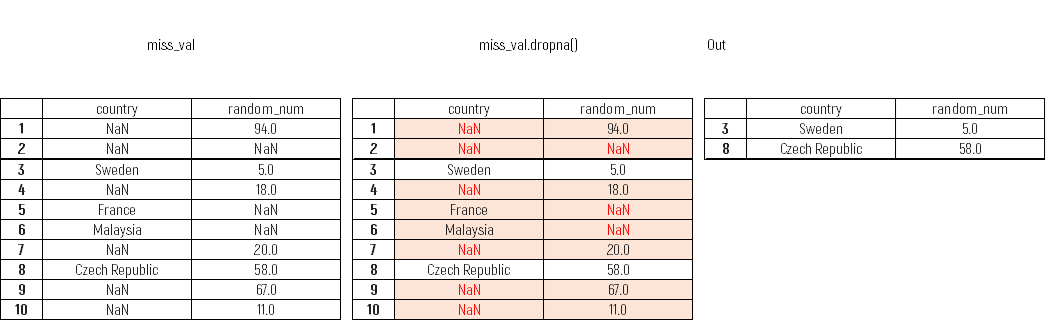 miss_val
miss_val.dropna()
Out
country random_num
1 NaN 94.0
2 NaN NaN
3 Sweden 5.0
4 NaN 18.0
5 France NaN
6 Malaysia NaN
7 NaN 20.0
8 Czech Republic 58.0
9 NaN 67.0
10 NaN 11.0
country random_num
1 NaN 94.0
2 NaN NaN
3 Sweden 5.0
4 NaN 18.0
5 France NaN
6 Malaysia NaN
7 NaN 20.0
8 Czech Republic 58.0
9 NaN 67.0
10 NaN 11.0
country random_num
3 Sweden 5.0
8 Czech Republic 58.0